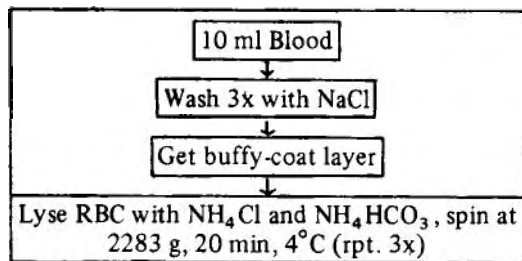 10 ml Blood
Wash 3x with NaCl
Get buffy-coat layer
Lyse RBC with NH₄Cl and NH₄HCO₃, spin at
2283 g, 20 min, 4°C (rpt. 3x)